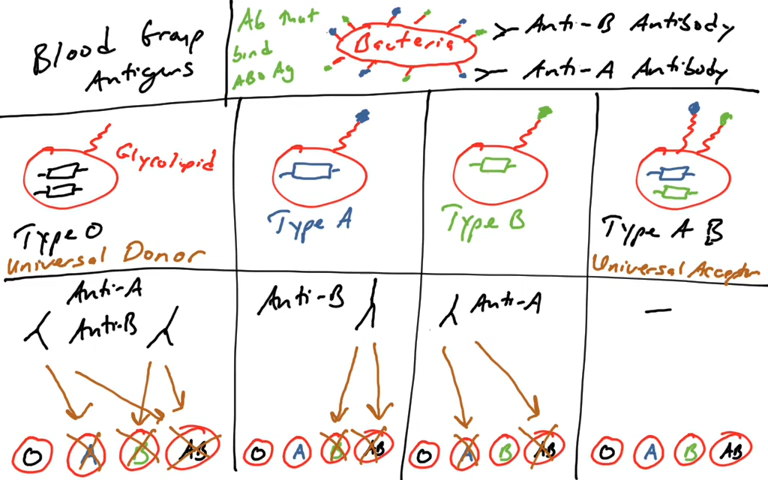 Blood Group
Antigens
Ab that
bind
ABO Ag
Bacteria
Anti-B Antibody
Anti-A Antibody
Glycolipid
Type O
Universal Donor
Type A
Type B
Type AB
Universal Acceptor
Anti-A
Anti-B
Anti-B
Anti-A
—
O A B AB
O A B AB
O A B AB
O A B AB